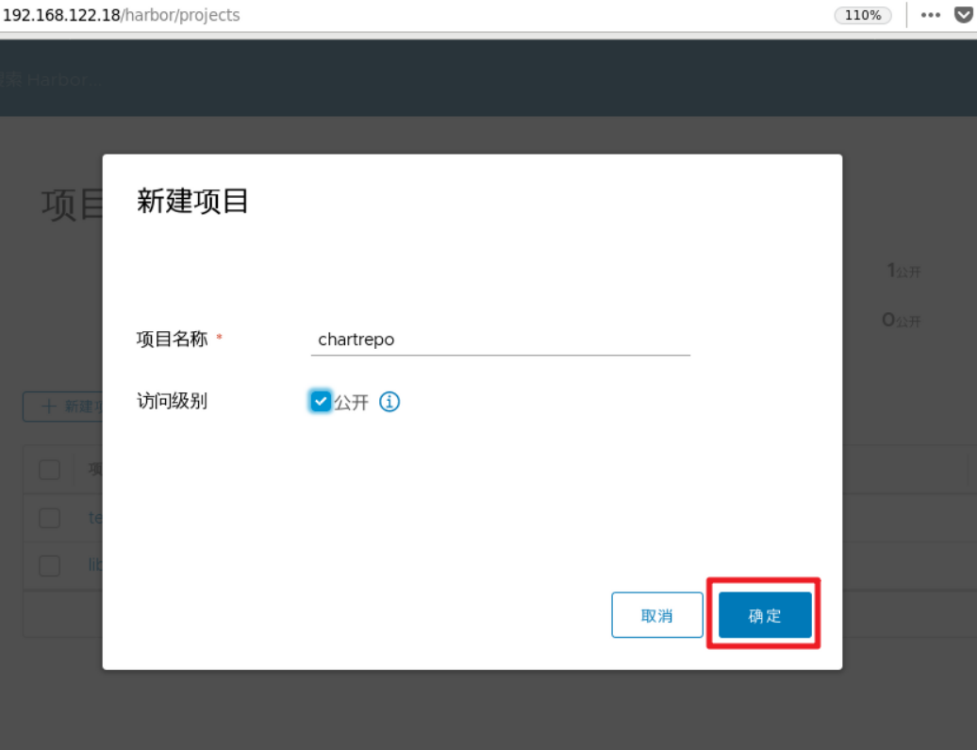 192.168.122.18/harbor/projects
110%
搜索 Harbor...
项目
新建项目
1公开
项目名称 *
chartrepo
0公开
访问级别
公开
+ 新建
项
te
lib
取消
确定